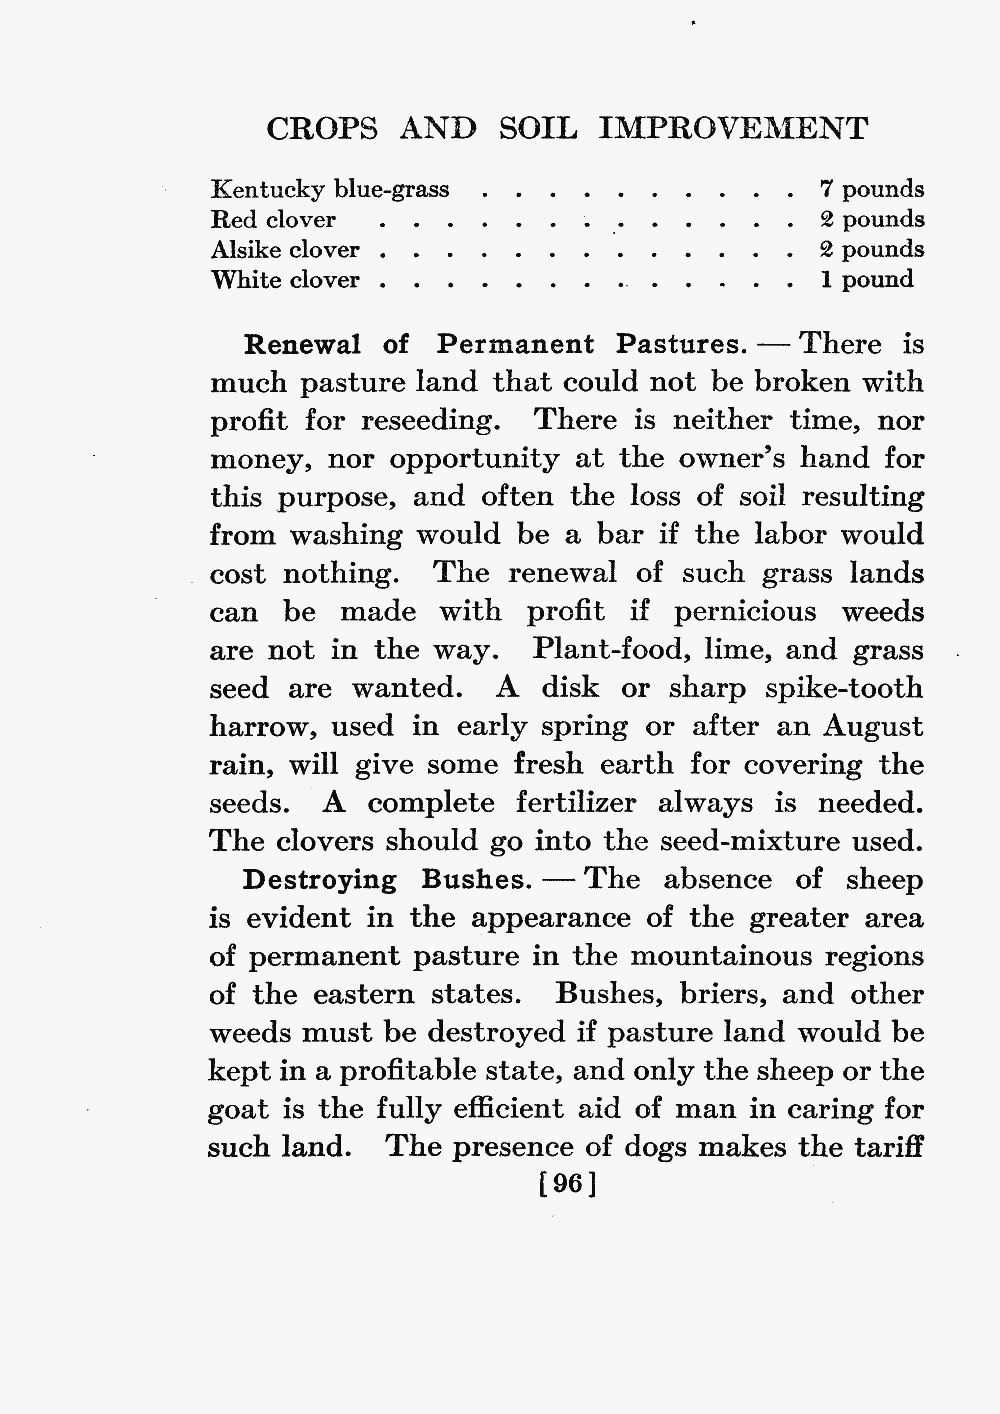 CROPS AND SOIL IMPROVEMENT
Kentucky blue-grass . . . . . . . . . . 7 pounds
Red clover . . . . . . . . . . . . . 2 pounds
Alsike clover . . . . . . . . . . . . . 2 pounds
White clover . . . . . . . . . . . . . 1 pound
Renewal of Permanent Pastures. — There is
much pasture land that could not be broken with
profit for reseeding. There is neither time, nor
money, nor opportunity at the owner's hand for
this purpose, and often the loss of soil resulting
from washing would be a bar if the labor would
cost nothing. The renewal of such grass lands
can be made with profit if pernicious weeds
are not in the way. Plant-food, lime, and grass
seed are wanted. A disk or sharp spike-tooth
harrow, used in early spring or after an August
rain, will give some fresh earth for covering the
seeds. A complete fertilizer always is needed.
The clovers should go into the seed-mixture used.
Destroying Bushes. — The absence of sheep
is evident in the appearance of the greater area
of permanent pasture in the mountainous regions
of the eastern states. Bushes, briers, and other
weeds must be destroyed if pasture land would be
kept in a profitable state, and only the sheep or the
goat is the fully efficient aid of man in caring for
such land. The presence of dogs makes the tariff
[96]